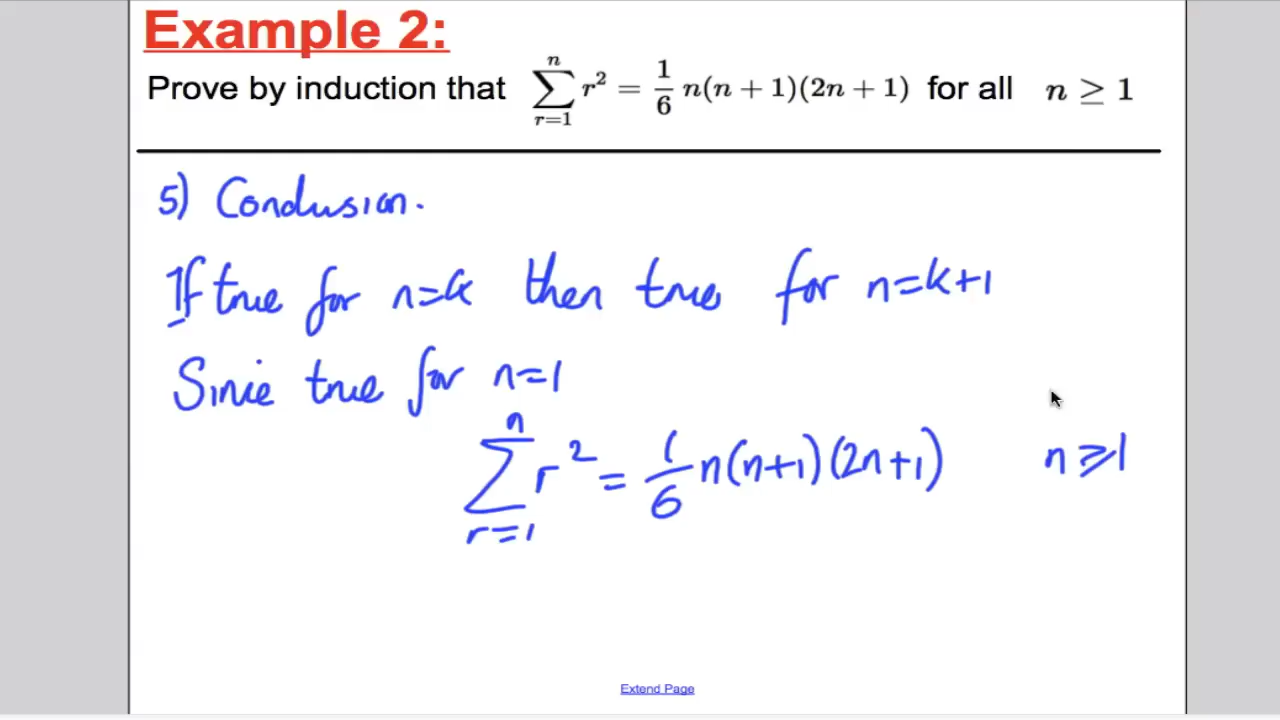 Example 2:
Prove by induction that ∑_{r=1}^{n} r² = 1/6 n(n + 1)(2n + 1) for all n ≥ 1
5) Conclusion.
If true for n=k then true for n=k+1
Since true for n=1
∑_{r=1}^{n} r² = 1/6 n(n+1)(2n+1) n≥1
Extend Page